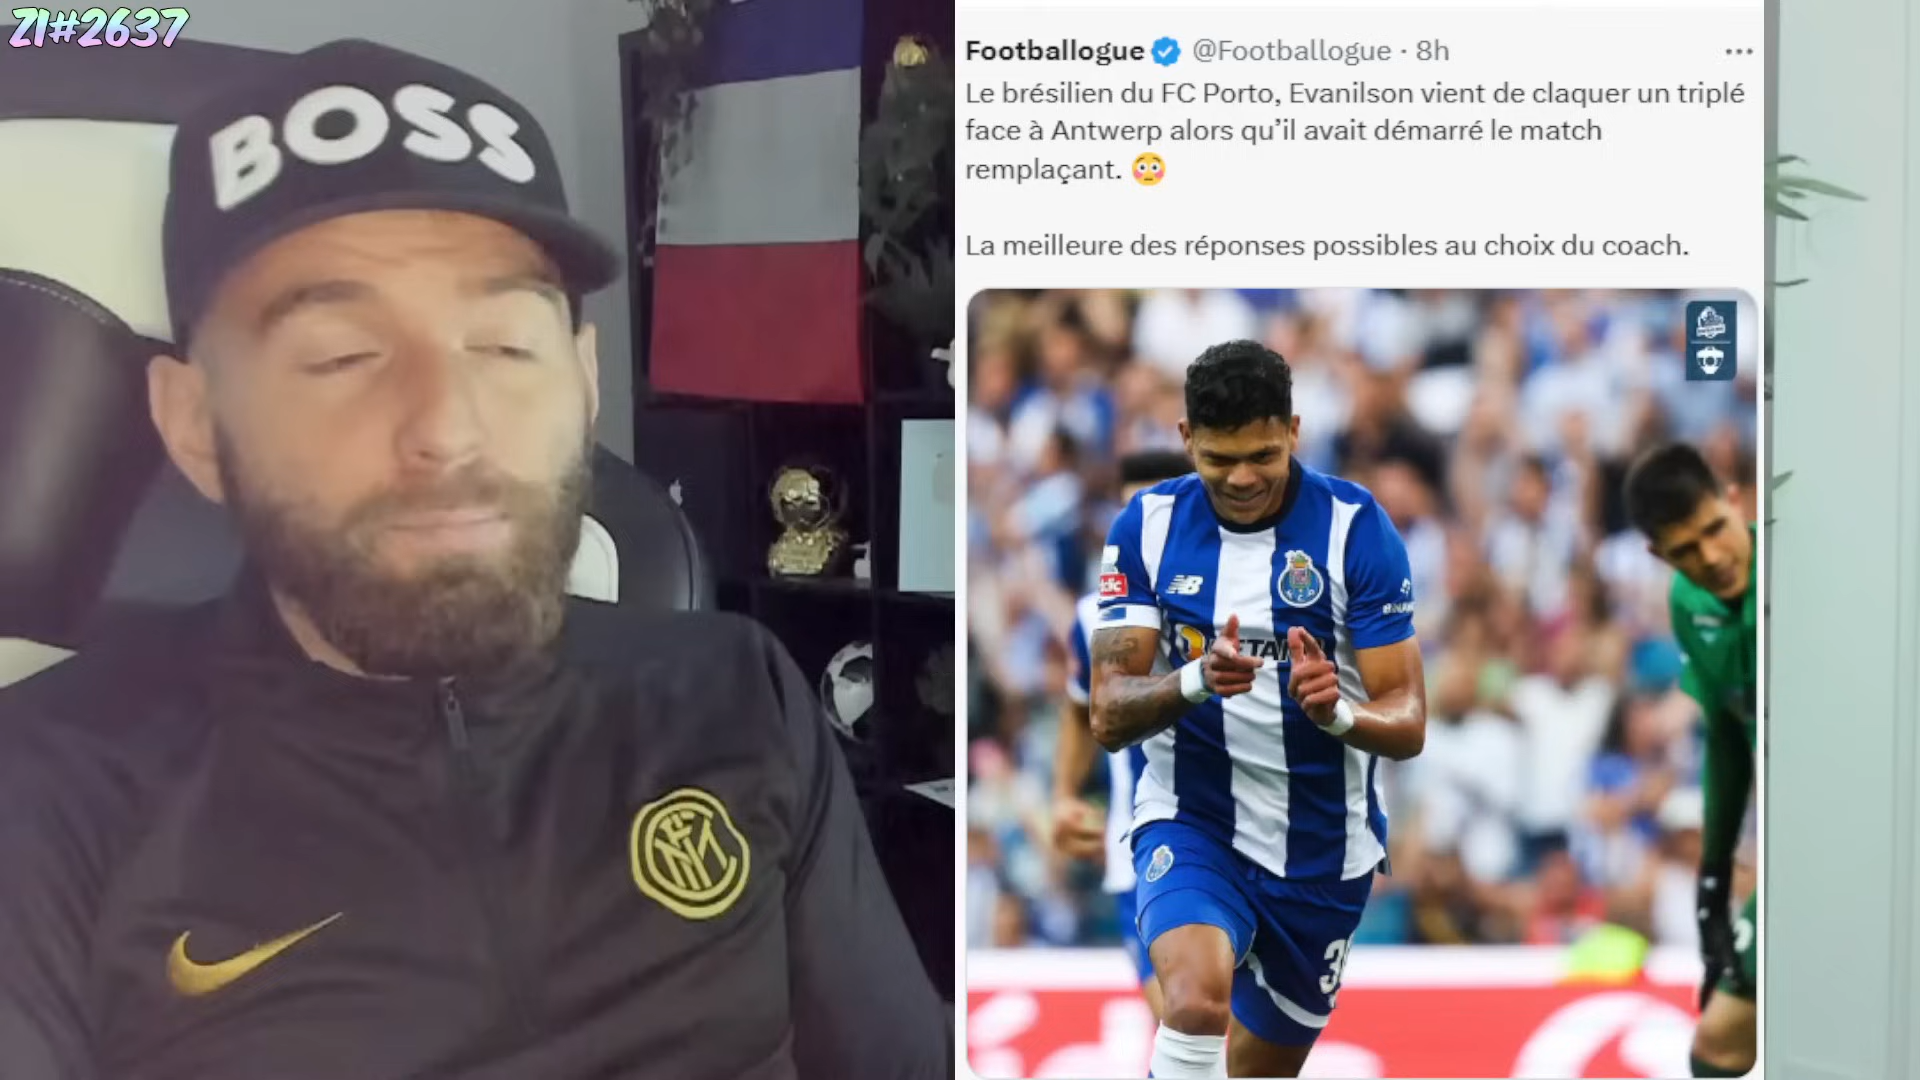 ZI#2637
BOSS
Footballogue @Footballogue · 8h
Le brésilien du FC Porto, Evanilson vient de claquer un triplé
face à Antwerp alors qu’il avait démarré le match
remplaçant. 😳
La meilleure des réponses possibles au choix du coach.
NB